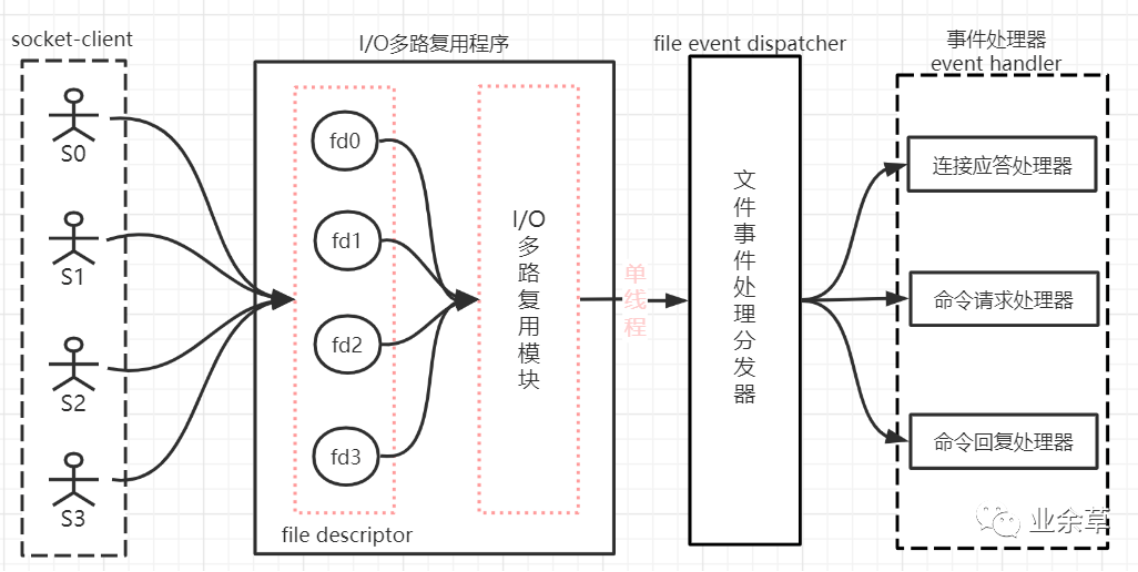 socket-client
S0
S1
S2
S3
I/O多路复用程序
fd0
fd1
fd2
fd3
file descriptor
I/O
多
路
复
用
模
块
单
线
程
file event dispatcher
文
件
事
件
处
理
分
发
器
事件处理器
event handler
连接应答处理器
命令请求处理器
命令回复处理器
业余草